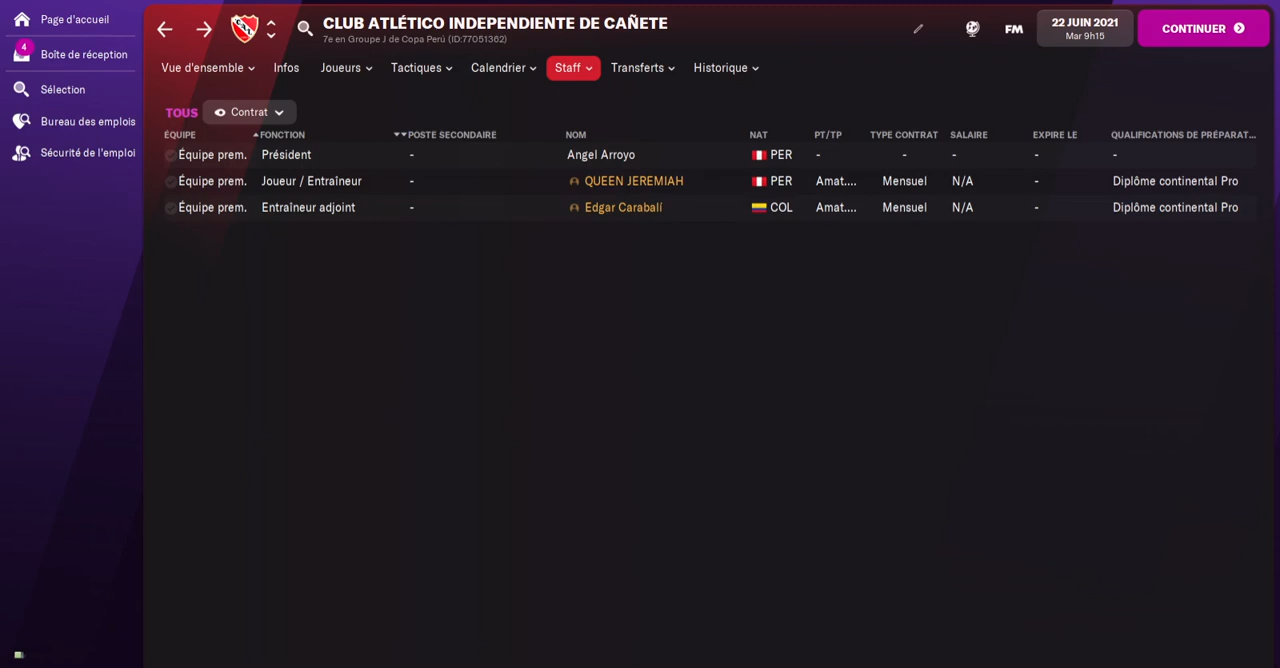 Page d'accueil
4
Boîte de réception
Sélection
Bureau des emplois
Sécurité de l'emploi
CLUB ATLÉTICO INDEPENDIENTE DE CAÑETE
7e en Groupe J de Copa Perú (ID:77051362)
FM
22 JUIN 2021
Mar 9h15
CONTINUER
Vue d'ensemble Infos Joueurs Tactiques Calendrier Staff Transferts Historique
TOUS Contrat
ÉQUIPE FONCTION POSTE SECONDAIRE NOM NAT PT/TP TYPE CONTRAT SALAIRE EXPIRE LE QUALIFICATIONS DE PRÉPARAT...
Équipe prem. Président - Angel Arroyo PER - - - - -
Équipe prem. Joueur / Entraîneur - QUEEN JEREMIAH PER Amat.... Mensuel N/A - Diplôme continental Pro
Équipe prem. Entraîneur adjoint - Edgar Carabalí COL Amat.... Mensuel N/A - Diplôme continental Pro